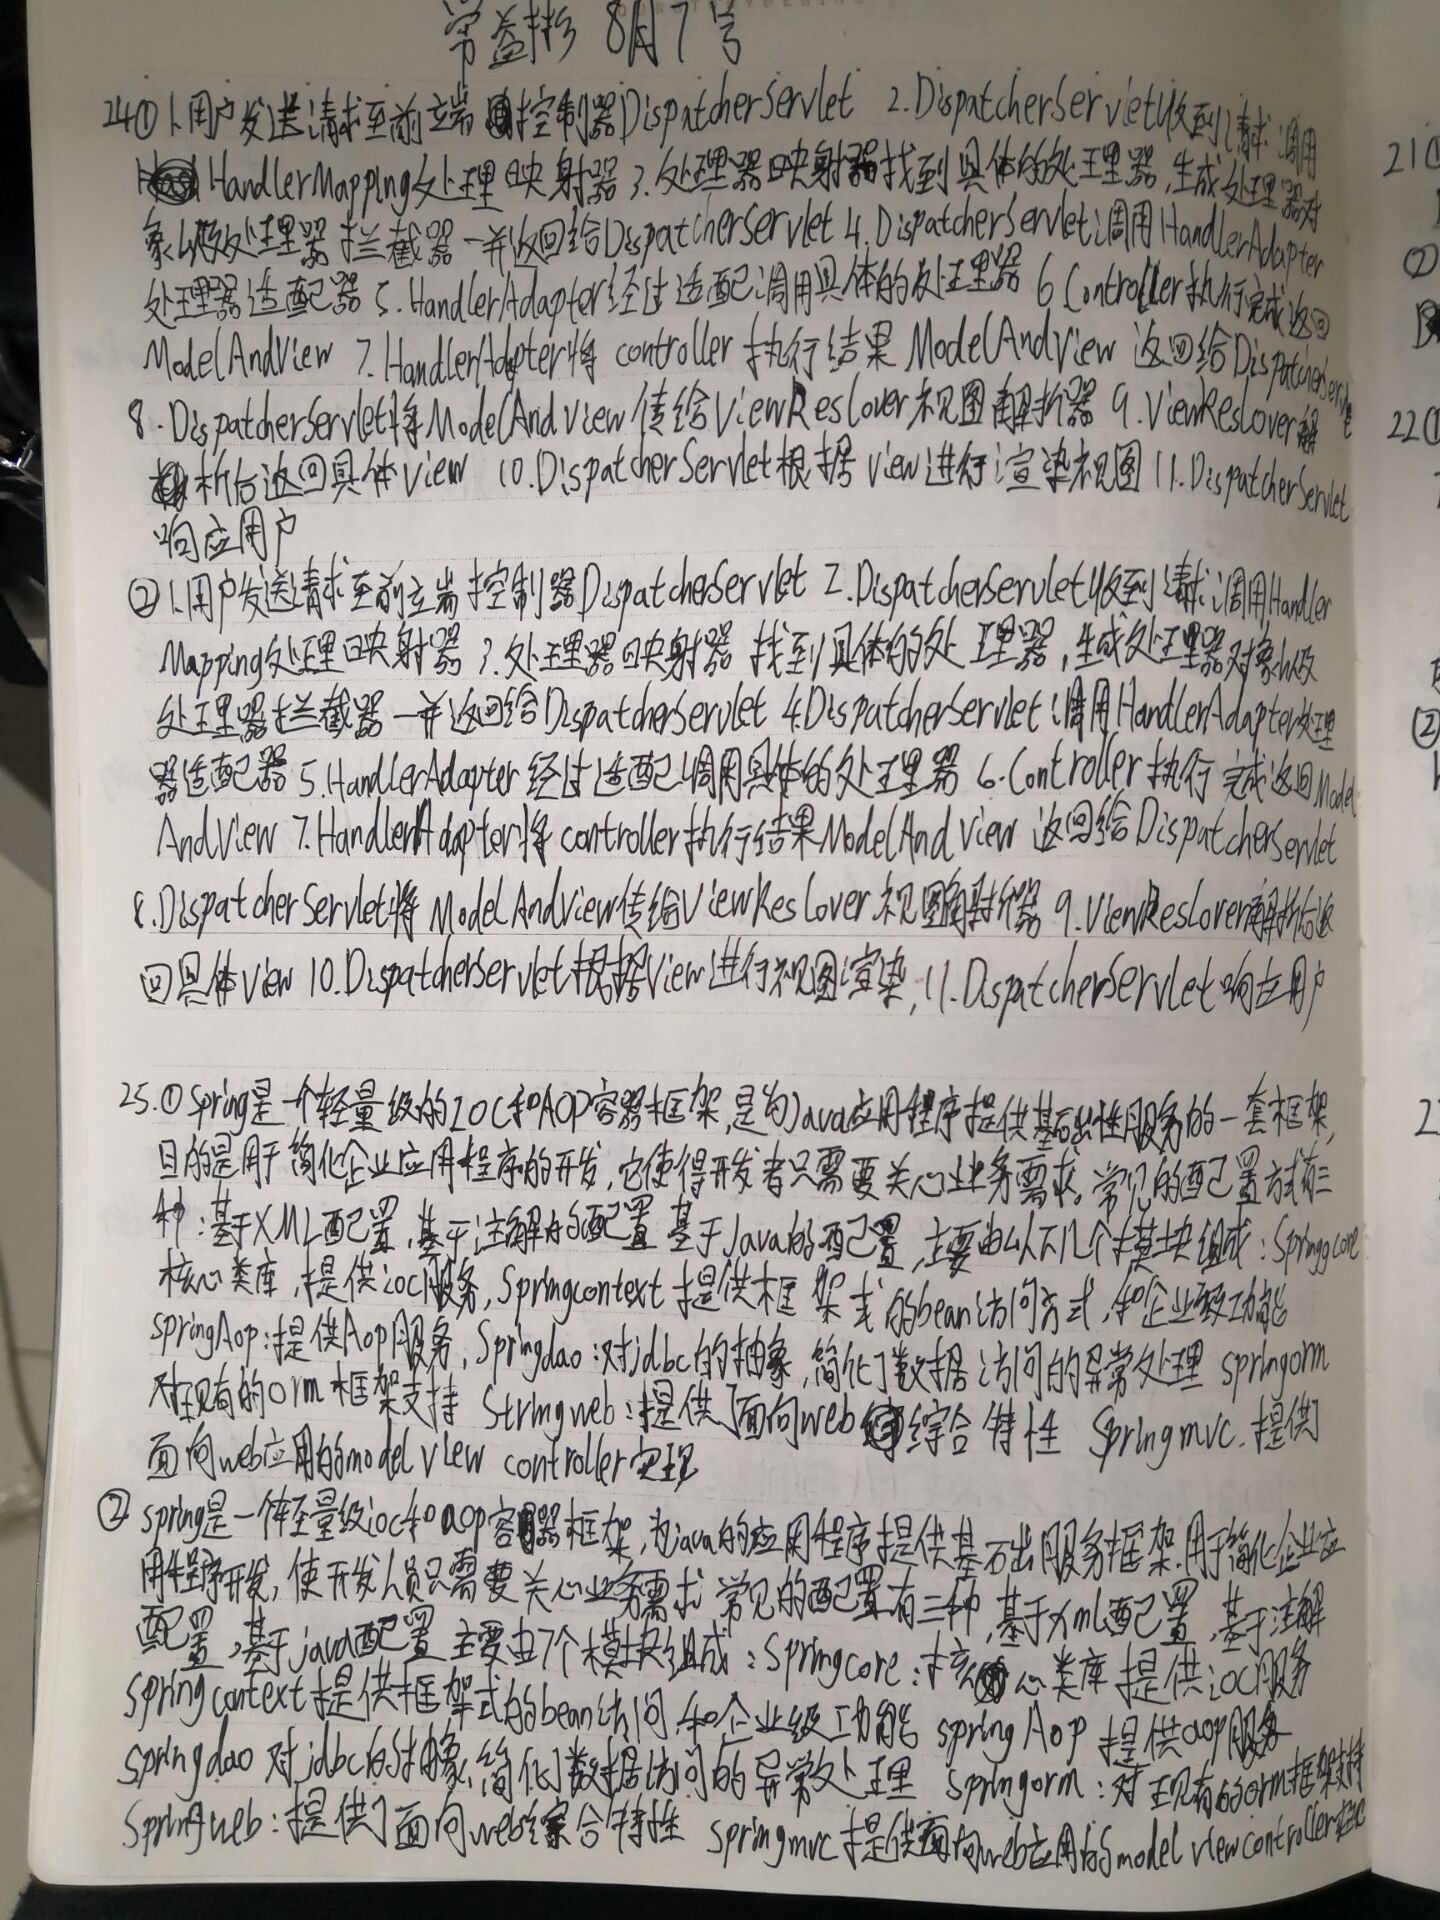 常益彬 8月7号
24① 1.用户发送请求至前端控制器DispatcherServlet 2.DispatcherServlet收到请求调用
HandlerMapping处理映射器 3.处理器映射器找到具体的处理器,生成处理器对
象以及处理器拦截器一并返回给DispatcherServlet 4.DispatcherServlet调用HandlerAdapter
处理器适配器 5.HandlerAdapter经过适配调用具体的处理器 6.Controller执行完成返回
ModelAndView 7.HandlerAdapter将controller执行结果ModelAndView返回给DispatcherServlet
8.DispatcherServlet将ModelAndView传给ViewReslover视图解析器 9.ViewReslover解
析后返回具体view 10.DispatcherServlet根据view进行渲染视图 11.DispatcherServlet
响应用户
② 1.用户发送请求至前端控制器DispatcherServlet 2.DispatcherServlet收到请求调用Handler
Mapping处理映射器 3.处理器映射器找到具体的处理器,生成处理器对象以及
处理器拦截器一并返回给DispatcherServlet 4.DispatcherServlet调用HandlerAdapter处理
器适配器 5.HandlerAdapter经过适配调用具体的处理器 6.Controller执行完成返回Model
AndView 7.HandlerAdapter将controller执行结果ModelAndView返回给DispatcherServlet
8.DispatcherServlet将ModelAndView传给ViewReslover视图解析器 9.ViewReslover解析后返
回具体view 10.DispatcherServlet根据View进行视图渲染, 11.DispatcherServlet响应用户
25.①Spring是一个轻量级的IOC和AOP容器框架,是为Java应用程序提供基础性服务的一套框架,
目的是用于简化企业应用程序的开发,它使得开发者只需要关心业务需求。常见的配置方式有三
种:基于XML配置,基于注解的配置 基于Java的配置,主要由以下几个模块组成:Springcore
核心类库,提供ioc服务,Springcontext提供框架式的bean访问方式,和企业级功能
springAop:提供Aop服务,Springdao:对jdbc的抽象,简化了数据访问的异常处理 springorm
对现有的orm框架支持 Stringweb:提供了面向web综合特性 Springmvc.提供了
面向web应用的model view controller实现
② spring是一个轻量级ioc和aop容器框架,为java的应用程序提供基础服务框架.用于简化企业应
用程序开发,使开发人员只需要关心业务需求 常见的配置有三种,基于xml配置,基于注解
配置,基于java配置 主要由7个模块组成:springcore:核心类库提供ioc服务
springcontext提供框架式的bean访问,和企业级功能 springAop 提供aop服务
springdao 对jdbc的抽象,简化了数据访问的异常处理 springorm:对现有的orm框架支持
Springweb:提供了面向web综合特性 springmvc提供面向web应用的model viewcontroller
21①
②
22①
②